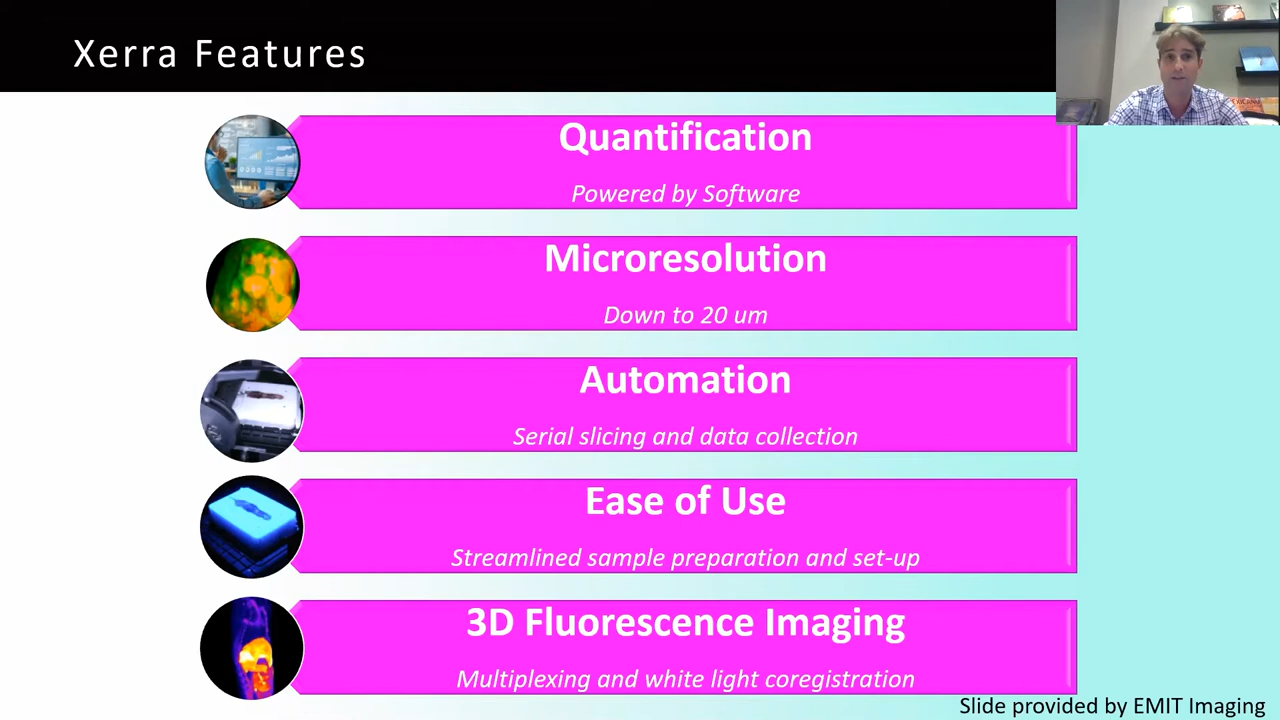 Xerra Features
Quantification
Powered by Software
Microresolution
Down to 20 um
Automation
Serial slicing and data collection
Ease of Use
Streamlined sample preparation and set-up
3D Fluorescence Imaging
Multiplexing and white light coregistration
Slide provided by EMIT Imaging